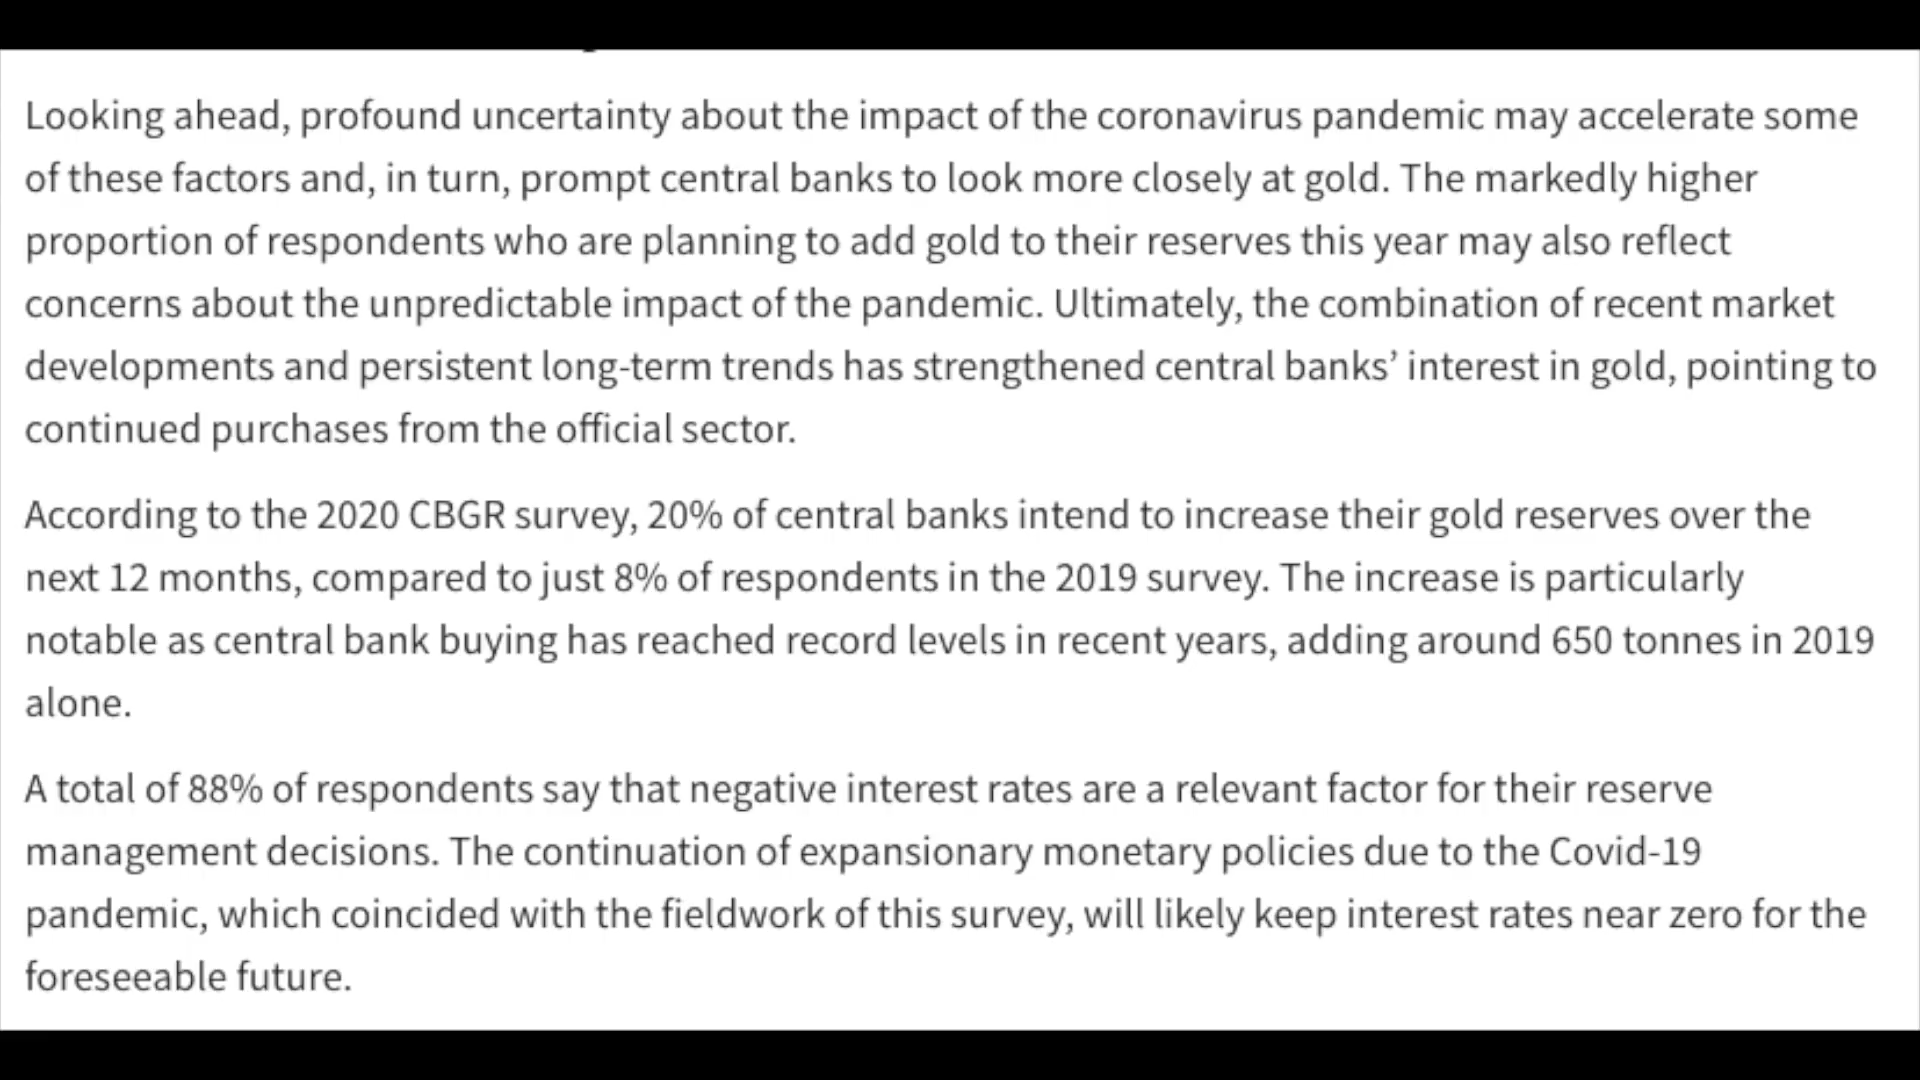 Looking ahead, profound uncertainty about the impact of the coronavirus pandemic may accelerate some
of these factors and, in turn, prompt central banks to look more closely at gold. The markedly higher
proportion of respondents who are planning to add gold to their reserves this year may also reflect
concerns about the unpredictable impact of the pandemic. Ultimately, the combination of recent market
developments and persistent long-term trends has strengthened central banks’ interest in gold, pointing to
continued purchases from the official sector.
According to the 2020 CBGR survey, 20% of central banks intend to increase their gold reserves over the
next 12 months, compared to just 8% of respondents in the 2019 survey. The increase is particularly
notable as central bank buying has reached record levels in recent years, adding around 650 tonnes in 2019
alone.
A total of 88% of respondents say that negative interest rates are a relevant factor for their reserve
management decisions. The continuation of expansionary monetary policies due to the Covid-19
pandemic, which coincided with the fieldwork of this survey, will likely keep interest rates near zero for the
foreseeable future.